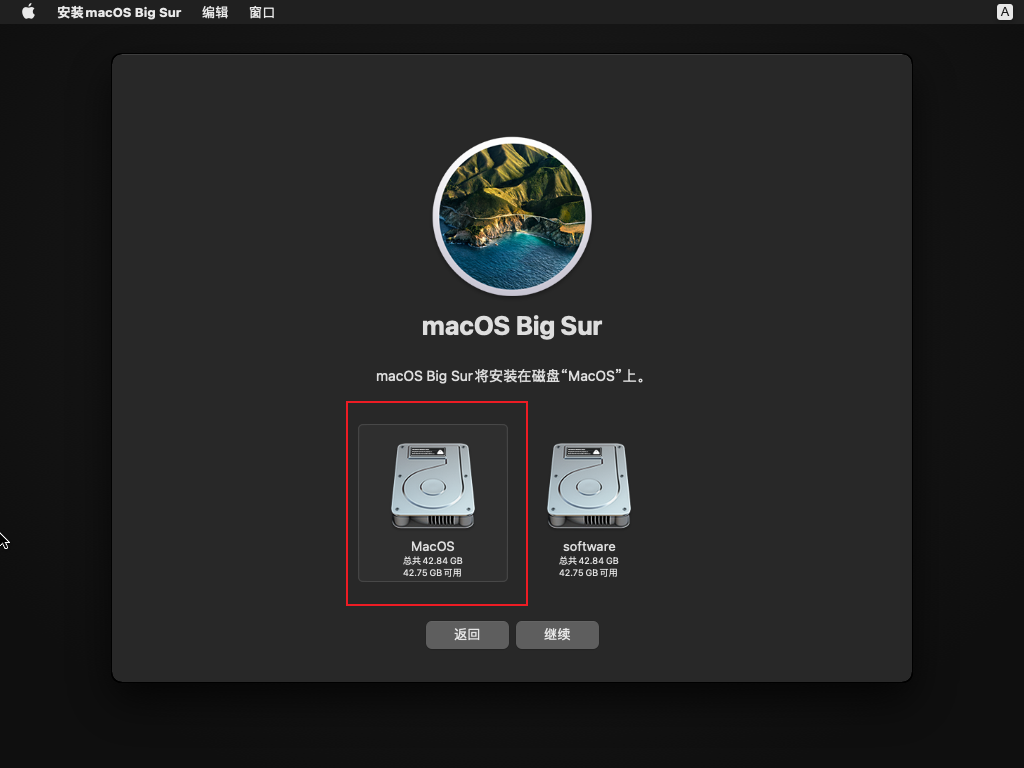 安装macOS Big Sur 编辑 窗口 A
macOS Big Sur
macOS Big Sur将安装在磁盘“MacOS”上。
MacOS software
总共 42.84 GB 总共 42.84 GB
42.75 GB 可用 42.75 GB 可用
返回 继续